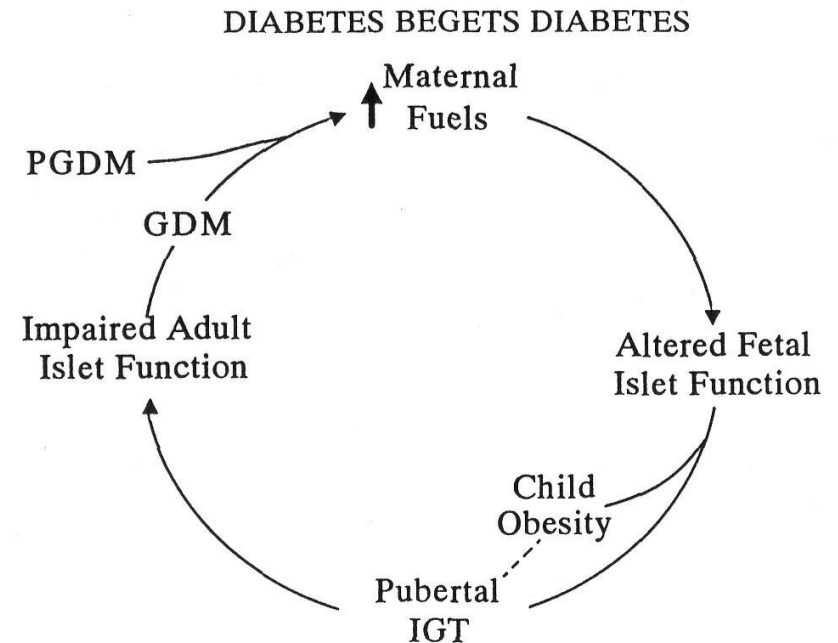 DIABETES BEGETS DIABETES
Maternal
Fuels
PGDM
GDM
Impaired Adult
Islet Function
Altered Fetal
Islet Function
Child
Obesity
Pubertal
IGT